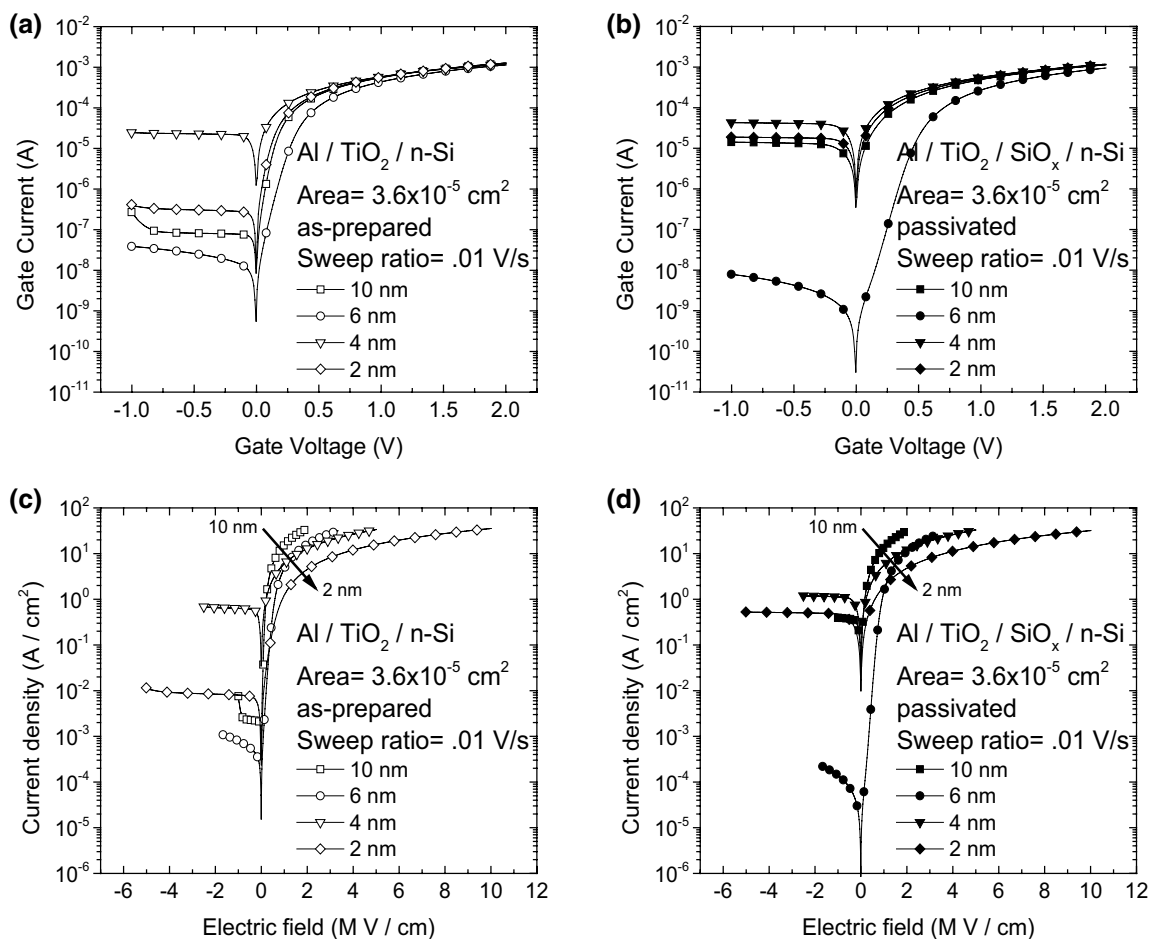 (a)
10^-2
10^-3
10^-4
10^-5
10^-6
10^-7
10^-8
10^-9
10^-10
10^-11
Gate Current (A)
Al / TiO2 / n-Si
Area= 3.6x10^-5 cm^2
as-prepared
Sweep ratio= .01 V/s
10 nm
6 nm
4 nm
2 nm
-1.0 -0.5 0.0 0.5 1.0 1.5 2.0
Gate Voltage (V)
(b)
10^-2
10^-3
10^-4
10^-5
10^-6
10^-7
10^-8
10^-9
10^-10
10^-11
Gate Current (A)
Al / TiO2 / SiOx / n-Si
Area= 3.6x10^-5 cm^2
passivated
Sweep ratio= .01 V/s
10 nm
6 nm
4 nm
2 nm
-1.0 -0.5 0.0 0.5 1.0 1.5 2.0
Gate Voltage (V)
(c)
10^2
10^1
10^0
10^-1
10^-2
10^-3
10^-4
10^-5
10^-6
Current density (A / cm^2)
10 nm
2 nm
Al / TiO2 / n-Si
Area= 3.6x10^-5 cm^2
as-prepared
Sweep ratio= .01 V/s
10 nm
6 nm
4 nm
2 nm
-6 -4 -2 0 2 4 6 8 10 12
Electric field (M V / cm)
(d)
10^2
10^1
10^0
10^-1
10^-2
10^-3
10^-4
10^-5
10^-6
Current density (A / cm^2)
10 nm
2 nm
Al / TiO2 / SiOx / n-Si
Area= 3.6x10^-5 cm^2
passivated
Sweep ratio= .01 V/s
10 nm
6 nm
4 nm
2 nm
-6 -4 -2 0 2 4 6 8 10 12
Electric field (M V / cm)